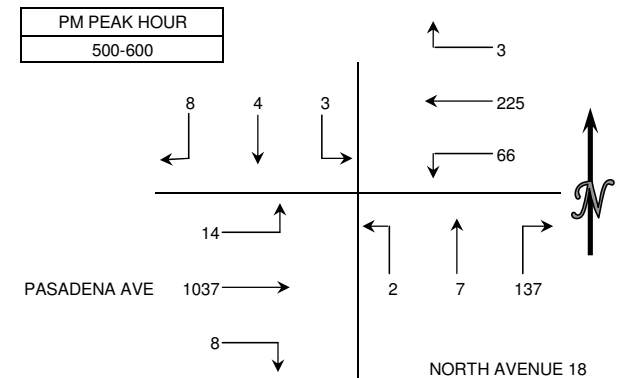 PM PEAK HOUR
500-600
3
8 4 3
225
66
14
PASADENA AVE 1037
2 7 137
8
NORTH AVENUE 18
N